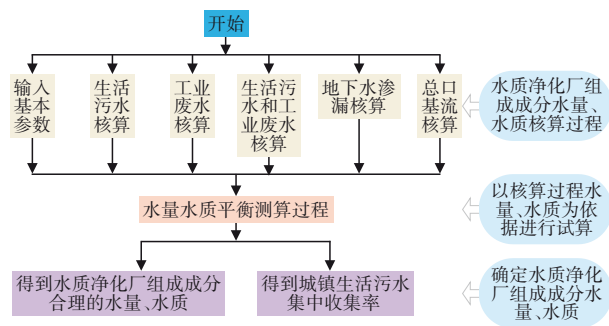 开始
输入
基本
参数
生活
污水
核算
工业
废水
核算
生活污
水和工
业废水
核算
地下水渗
漏核算
总口
基流
核算
水质净化厂组
成成分水量、
水质核算过程
水量水质平衡测算过程
以核算过程水
量、水质为依
据进行试算
得到水质净化厂组成成分
合理的水量、水质
得到城镇生活污水
集中收集率
确定水质净化
厂组成成分水
量、水质